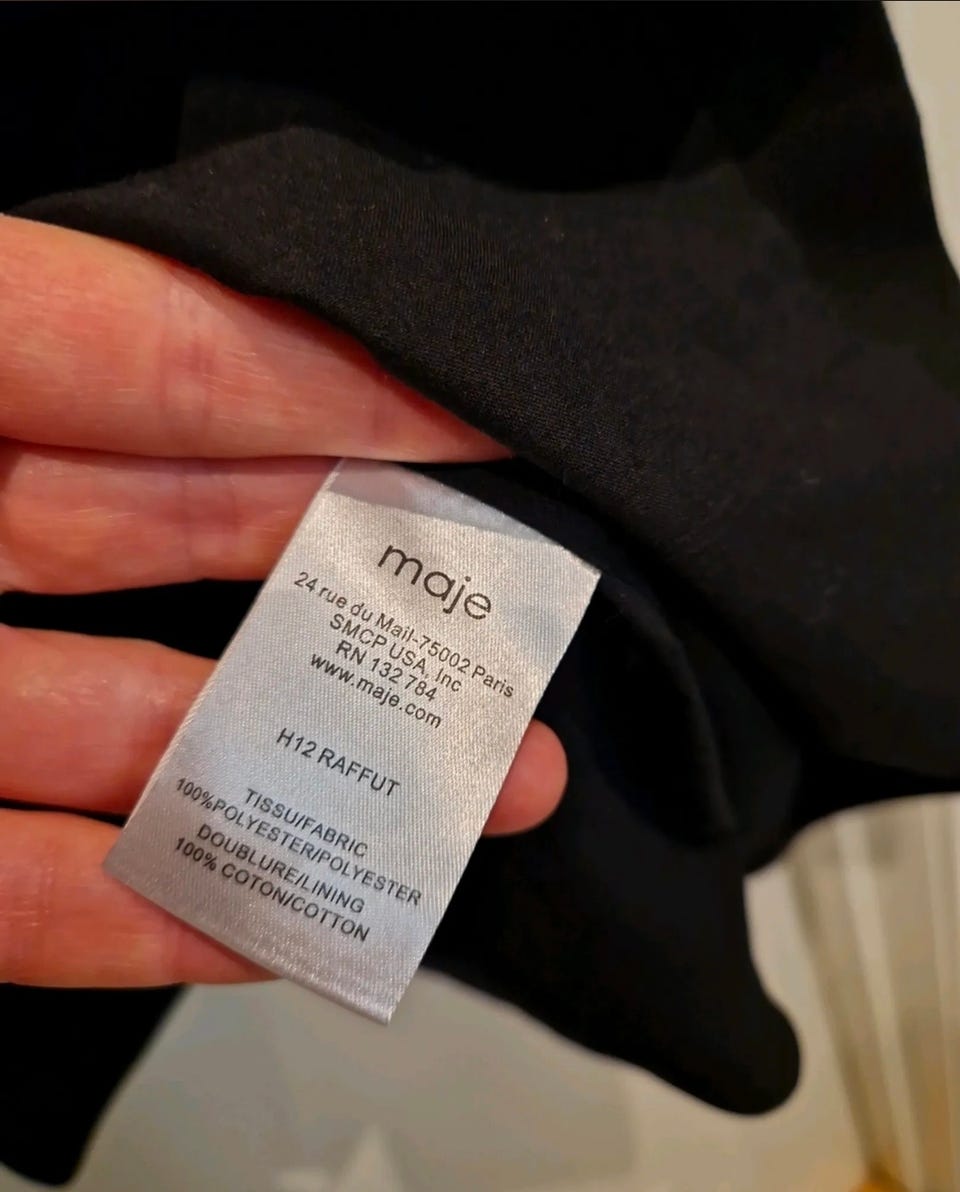 maje
24 rue du Mail-75002 Paris
SMCP USA, Inc
RN 132 784
www.maje.com
H12 RAFFUT
TISSU/FABRIC
100%POLYESTER/POLYESTER
DOUBLURE/LINING
100% COTON/COTTON